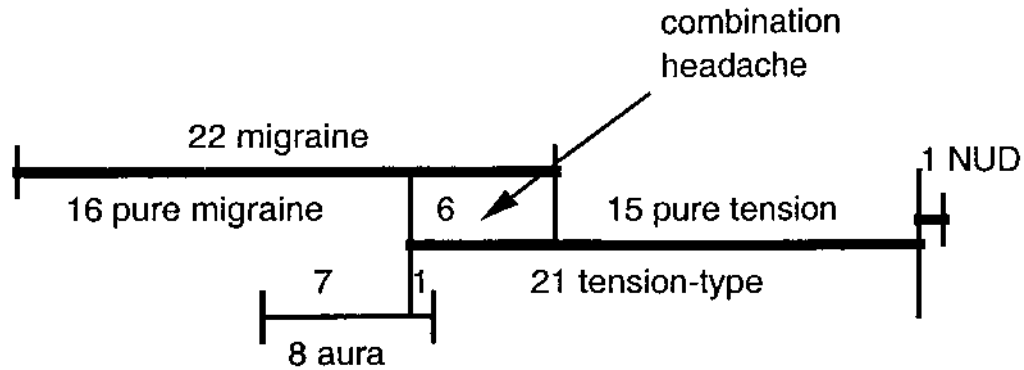 combination
headache
22 migraine
1 NUD
16 pure migraine
6
15 pure tension
7
1
21 tension-type
8 aura